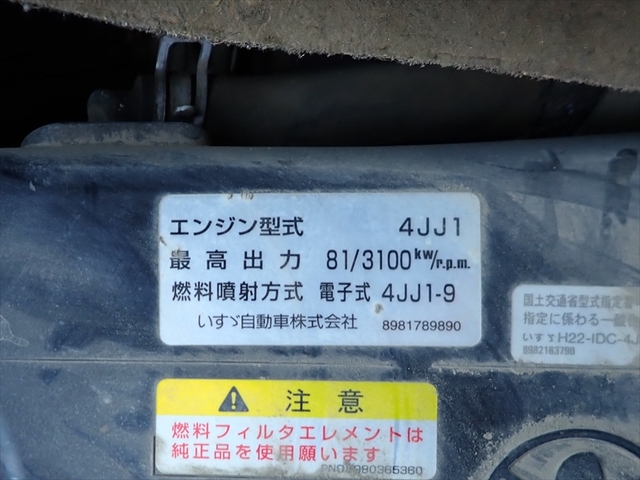 エンジン型式 4JJ1
最高出力 81/3100kw/r.p.m.
燃料噴射方式 電子式 4JJ1-9
いすゞ自動車株式会社 8981789890
国土交通省型式指定
指定に係わる一般
いすゞH22-IDC-4J
8982183790
注意
燃料フィルタエレメントは
純正品を使用願います